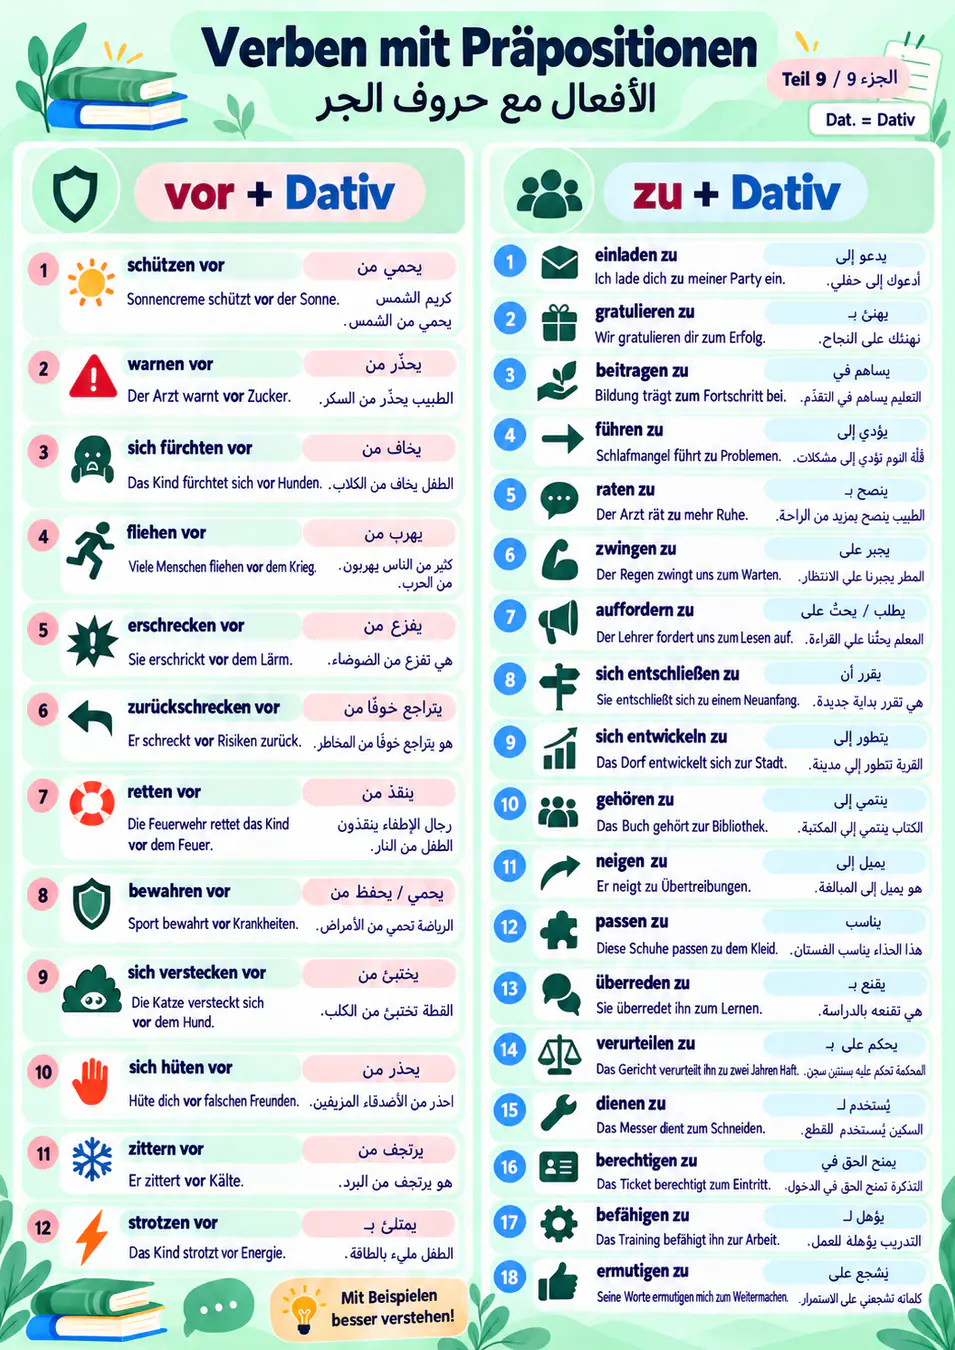 Verben mit Präpositionen
الأفعال مع حروف الجر
Teil 9 / الجزء 9
Dat. = Dativ
vor + Dativ
1
schützen vor
يحمي من
Sonnencreme schützt vor der Sonne.
كريم الشمس
يحمي من الشمس.
2
warnen vor
يحذّر من
Der Arzt warnt vor Zucker.
الطبيب يحذّر من السكر.
3
sich fürchten vor
يخاف من
Das Kind fürchtet sich vor Hunden.
الطفل يخاف من الكلاب.
4
fliehen vor
يهرب من
Viele Menschen fliehen vor dem Krieg.
كثير من الناس يهربون.
من الحرب.
5
erschrecken vor
يفزع من
Sie erschrickt vor dem Lärm.
هي تفزع من الضوضاء.
6
zurückschrecken vor
يتراجع خوفًا من
Er schreckt vor Risiken zurück.
هو يتراجع خوفًا من المخاطر.
7
retten vor
ينقذ من
Die Feuerwehr rettet das Kind
vor dem Feuer.
رجال الإطفاء ينقذون
الطفل من النار.
8
bewahren vor
يحمي / يحفظ من
Sport bewahrt vor Krankheiten.
الرياضة تحمي من الأمراض.
9
sich verstecken vor
يختبئ من
Die Katze versteckt sich
vor dem Hund.
القطة تختبئ من الكلب.
10
sich hüten vor
يحذر من
Hüte dich vor falschen Freunden.
احذر من الأصدقاء المزيفين.
11
zittern vor
يرتجف من
Er zittert vor Kälte.
هو يرتجف من البرد.
12
strotzen vor
يمتلئ بـ
Das Kind strotzt vor Energie.
الطفل مليء بالطاقة.
Mit Beispielen
besser verstehen!
zu + Dativ
1
einladen zu
يدعو إلى
Ich lade dich zu meiner Party ein.
أدعوك إلى حفلي.
2
gratulieren zu
يهنئ بـ
Wir gratulieren dir zum Erfolg.
نهنئك على النجاح.
3
beitragen zu
يساهم في
Bildung trägt zum Fortschritt bei.
التعليم يساهم في التقدّم.
4
führen zu
يؤدي إلى
Schlafmangel führt zu Problemen.
قلّة النوم تؤدي إلى مشكلات.
5
raten zu
ينصح بـ
Der Arzt rät zu mehr Ruhe.
الطبيب ينصح بمزيد من الراحة.
6
zwingen zu
يجبر على
Der Regen zwingt uns zum Warten.
المطر يجبرنا على الانتظار.
7
auffordern zu
يطلب / يحثّ على
Der Lehrer fordert uns zum Lesen auf.
المعلم يحثّنا على القراءة.
8
sich entschließen zu
يقرر أن
Sie entschließt sich zu einem Neuanfang.
هي تقرر بداية جديدة.
9
sich entwickeln zu
يتطور إلى
Das Dorf entwickelt sich zur Stadt.
القرية تتطور إلى مدينة.
10
gehören zu
ينتمي إلى
Das Buch gehört zur Bibliothek.
الكتاب ينتمي إلى المكتبة.
11
neigen zu
يميل إلى
Er neigt zu Übertreibungen.
هو يميل إلى المبالغة.
12
passen zu
يناسب
Diese Schuhe passen zu dem Kleid.
هذا الحذاء يناسب الفستان.
13
überreden zu
يقنع بـ
Sie überredet ihn zum Lernen.
هي تقنعه بالدراسة.
14
verurteilen zu
يحكم على بـ
Das Gericht verurteilt ihn zu zwei Jahren Haft.
المحكمة تحكم عليه بسنتين سجن.
15
dienen zu
يُستخدم لـ
Das Messer dient zum Schneiden.
السكين يُستخدم للقطع.
16
berechtigen zu
يمنح الحق في
Das Ticket berechtigt zum Eintritt.
التذكرة تمنح الحق في الدخول.
17
befähigen zu
يؤهل لـ
Das Training befähigt ihn zur Arbeit.
التدريب يؤهله للعمل.
18
ermutigen zu
يُشجع على
Seine Worte ermutigen mich zum Weitermachen.
كلماته تشجعني على الاستمرار.